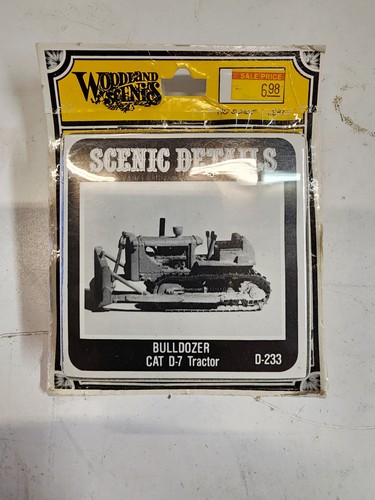 WOODLAND
SCENICS
SALE PRICE
6.98
SCENIC DETAILS
BULLDOZER
CAT D-7 Tractor
D-233